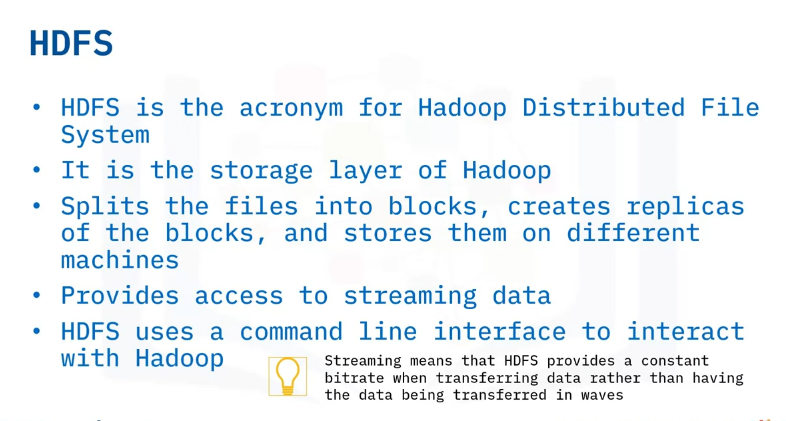 HDFS
• HDFS is the acronym for Hadoop Distributed File
System
• It is the storage layer of Hadoop
• Splits the files into blocks, creates replicas
of the blocks, and stores them on different
machines
• Provides access to streaming data
• HDFS uses a command line interface to interact
with Hadoop
Streaming means that HDFS provides a constant
bitrate when transferring data rather than having
the data being transferred in waves